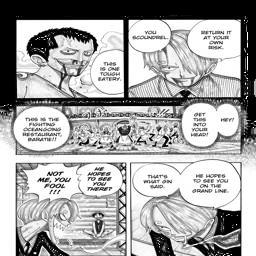 RETURN IT
AT YOUR
OWN
RISK.
YOU
SCOUNDREL.
THIS IS
ONE TOUGH
EATERY.
HEY!
GET
THIS
INTO
YOUR
HEAD!
THIS IS THE
FIGHTING
OCEANGOING
RESTAURANT,
BARATIE!!
HE HOPES
TO SEE
YOU ON
THE GRAND
LINE.
THAT'S
WHAT GIN
SAID.
HE
HOPES
TO SEE
YOU
THERE?
NOT
ME, YOU
FOOL
!!!